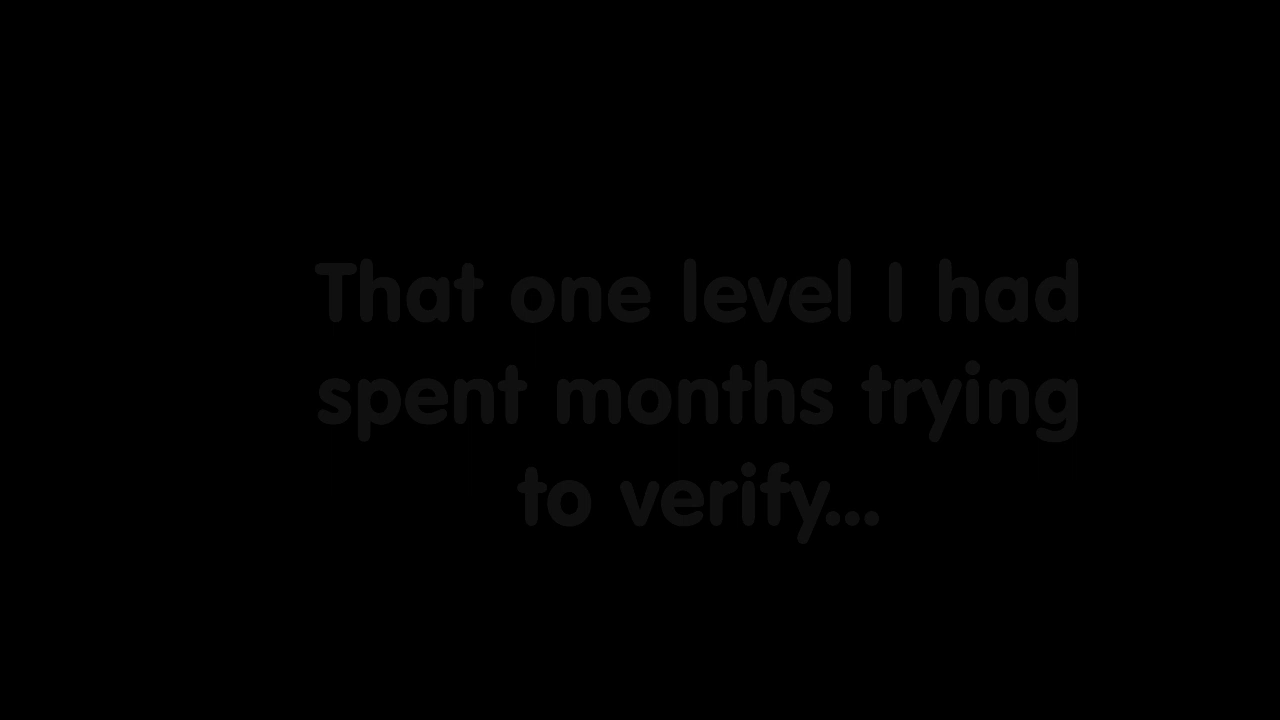 That one level I had
spent months trying
to verify...